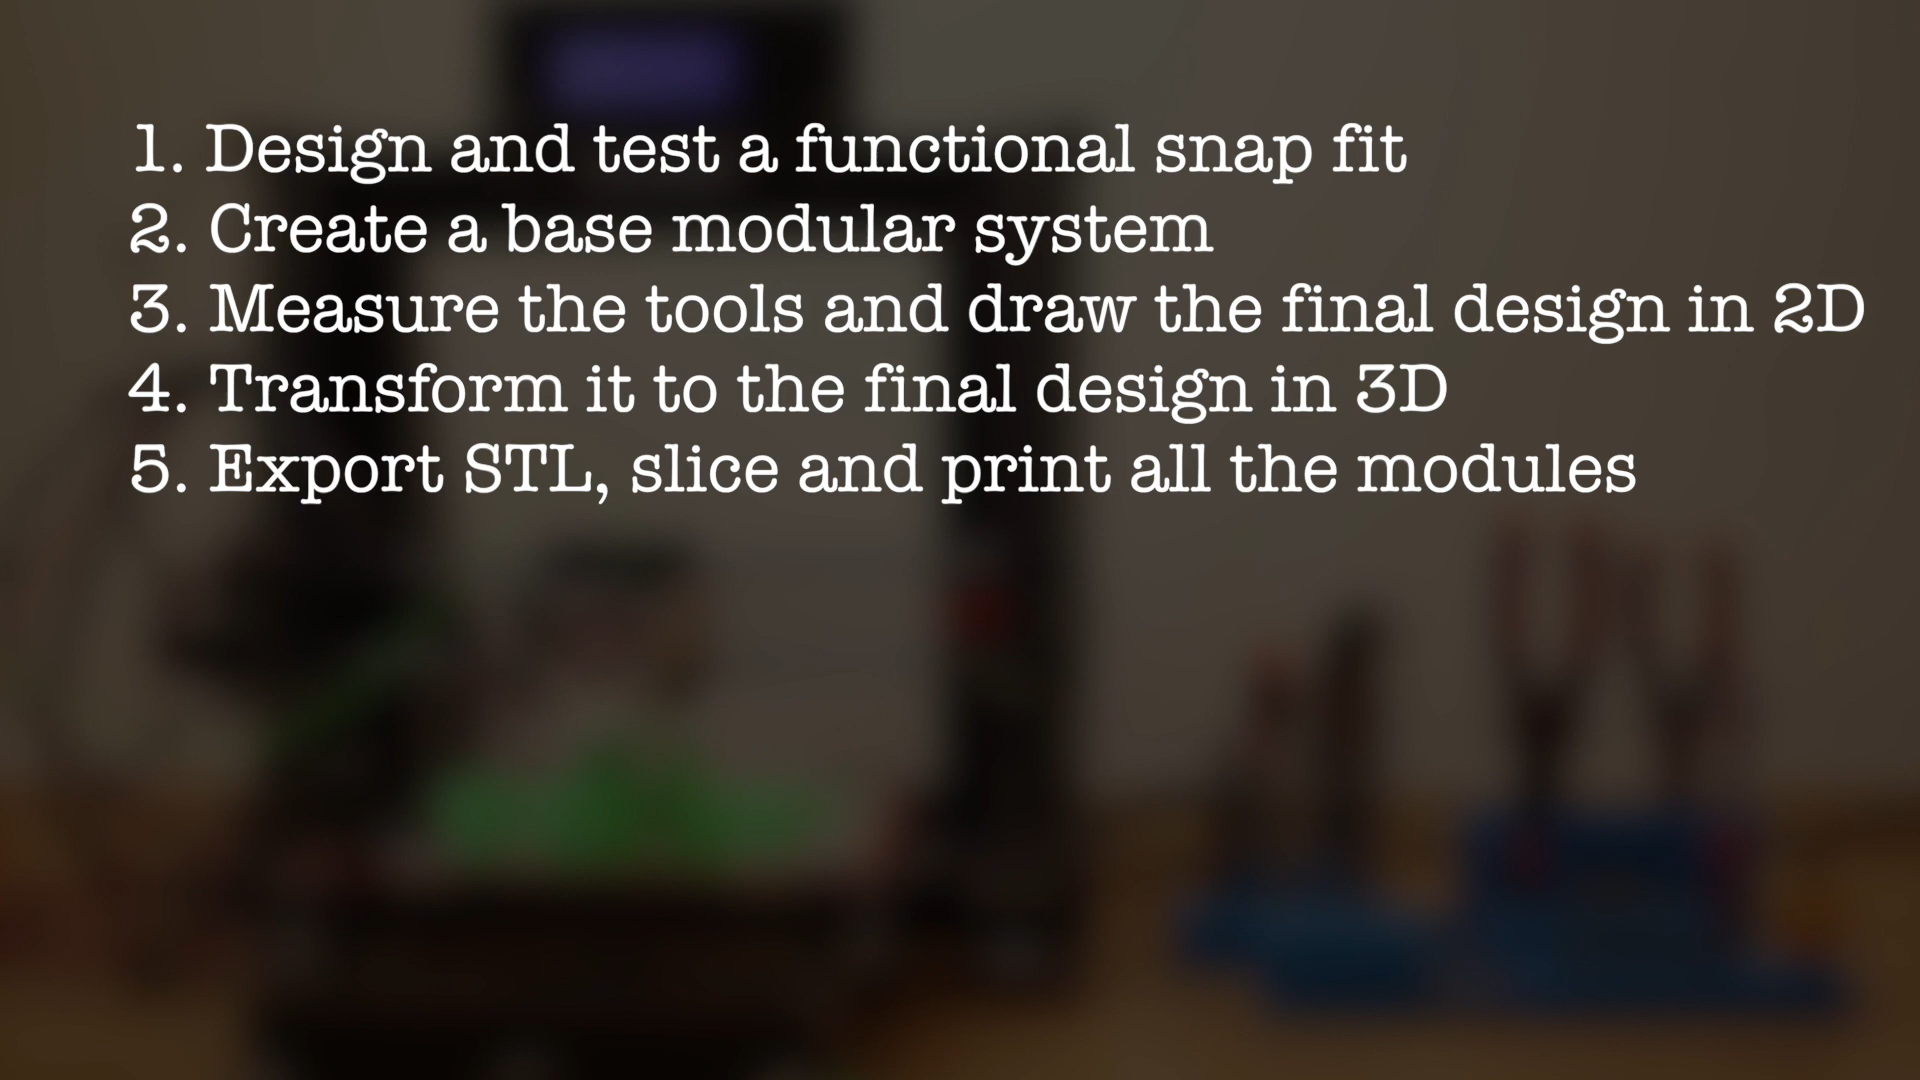 1. Design and test a functional snap fit
2. Create a base modular system
3. Measure the tools and draw the final design in 2D
4. Transform it to the final design in 3D
5. Export STL, slice and print all the modules